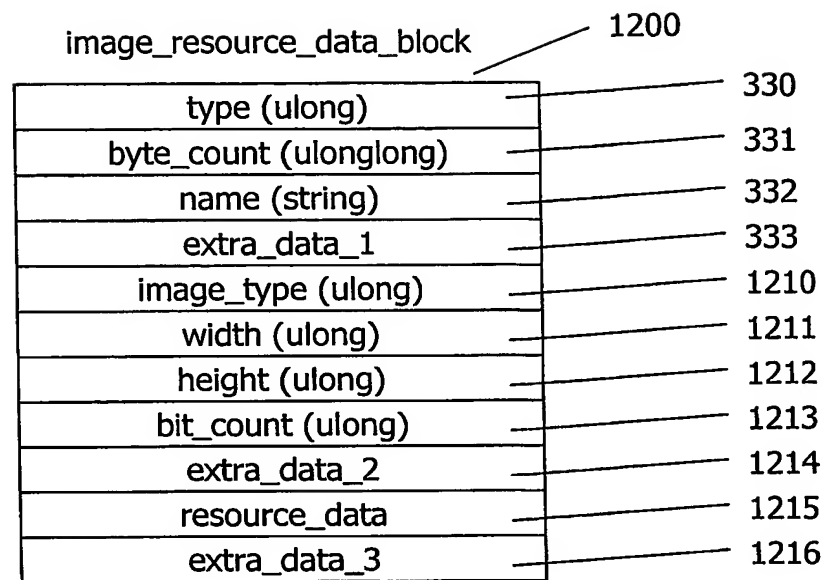 image_resource_data_block 1200
type (ulong) 330
byte_count (ulonglong) 331
name (string) 332
extra_data_1 333
image_type (ulong) 1210
width (ulong) 1211
height (ulong) 1212
bit_count (ulong) 1213
extra_data_2 1214
resource_data 1215
extra_data_3 1216